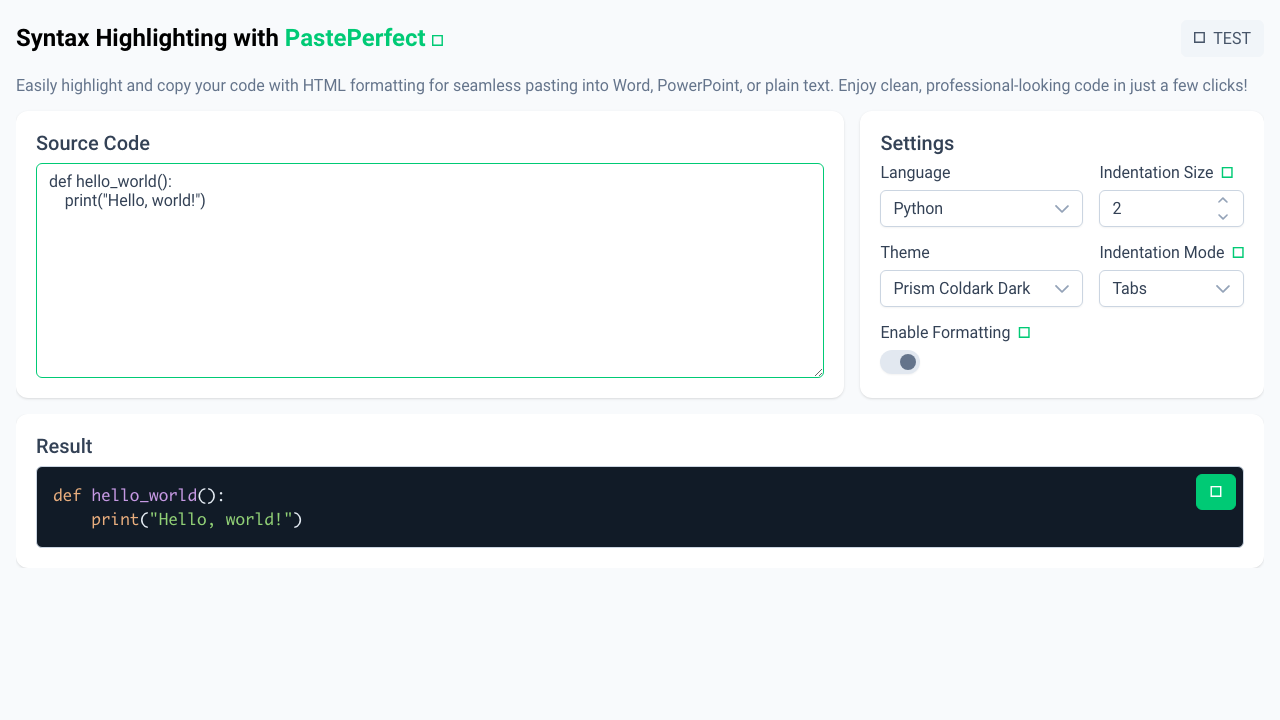 Syntax Highlighting with PastePerfect
TEST
Easily highlight and copy your code with HTML formatting for seamless pasting into Word, PowerPoint, or plain text. Enjoy clean, professional-looking code in just a few clicks!
Source Code
def hello_world():
    print("Hello, world!")
Settings
Language
Indentation Size
Python
2
Theme
Indentation Mode
Prism Coldark Dark
Tabs
Enable Formatting
Result
def hello_world():
    print("Hello, world!")